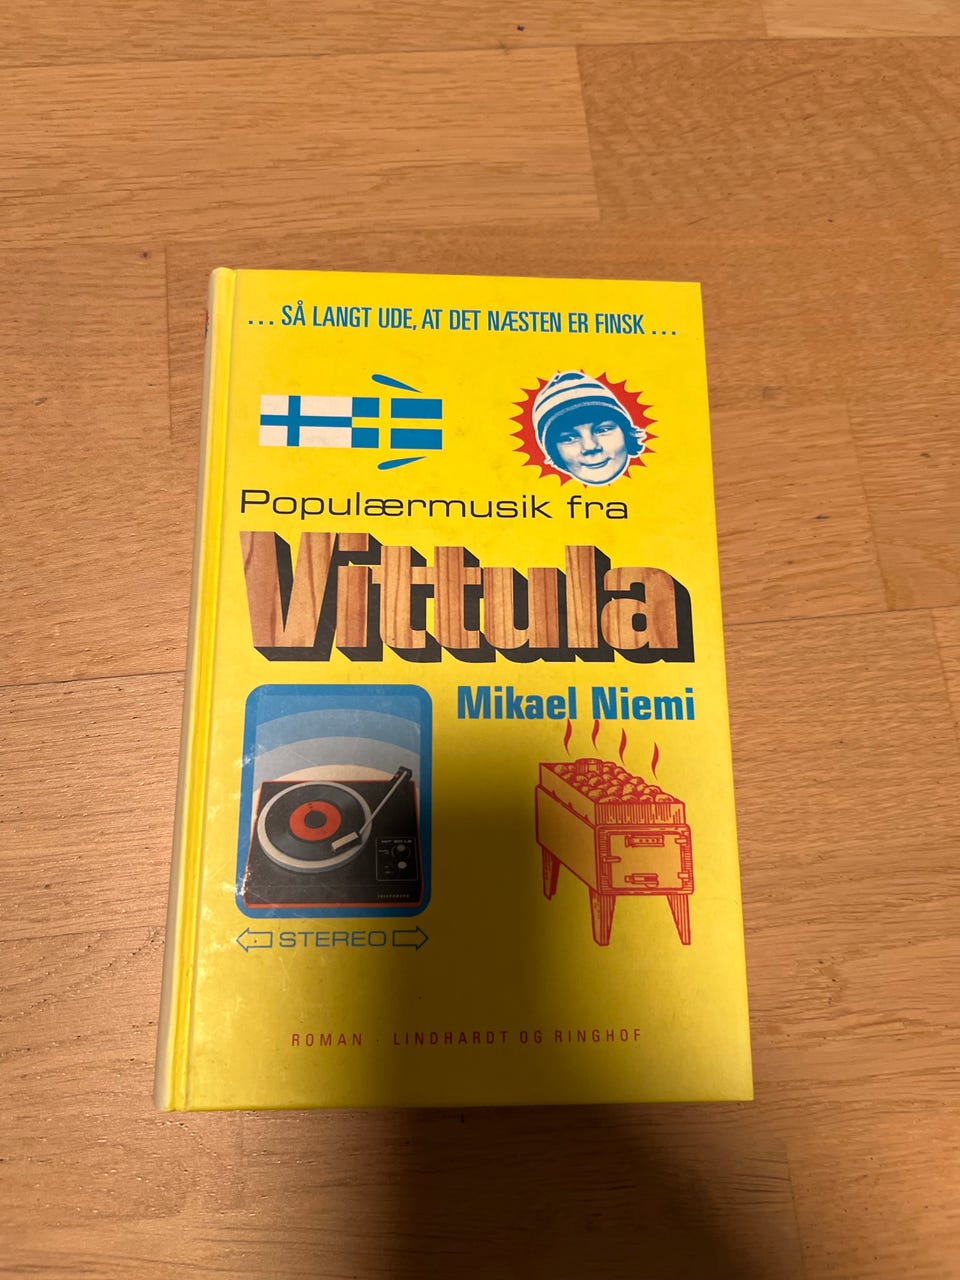 ... SÅ LANGT UDE, AT DET NÆSTEN ER FINSK ...
Populærmusik fra
Vittula
Mikael Niemi
STEREO
ROMAN · LINDHARDT OG RINGHOF